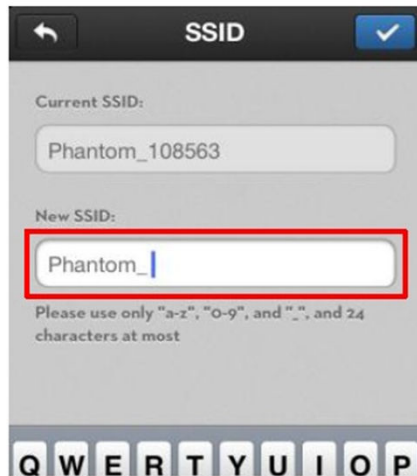 SSID
Current SSID:
Phantom_108563
New SSID:
Phantom_
Please use only "a-z", "0-9", and "_", and 24
characters at most
Q W E R T Y U I O P